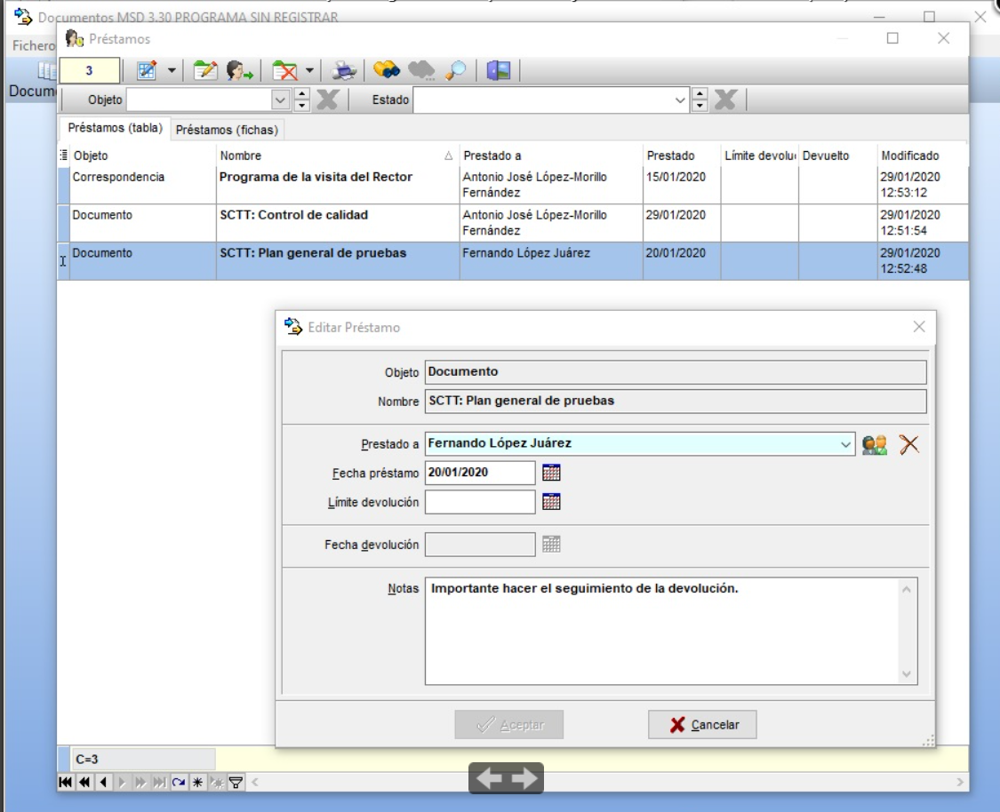 Documentos MSD 3.30 PROGRAMA SIN REGISTRAR
Fichero
Préstamos
Docum
3
Objeto
Estado
Préstamos (tabla)
Préstamos (fichas)
Objeto Nombre Prestado a Prestado Límite devolu Devuelto Modificado
Correspondencia Programa de la visita del Rector Antonio José López-Morillo 15/01/2020 29/01/2020
Fernández 12:53:12
Documento SCTT: Control de calidad Antonio José López-Morillo 29/01/2020 29/01/2020
Fernández 12:51:54
Documento SCTT: Plan general de pruebas Fernando López Juárez 20/01/2020 29/01/2020
12:52:48
Editar Préstamo
Objeto Documento
Nombre SCTT: Plan general de pruebas
Prestado a Fernando López Juárez
Fecha préstamo 20/01/2020
Límite devolución
Fecha devolución
Notas Importante hacer el seguimiento de la devolución.
Aceptar Cancelar
C=3